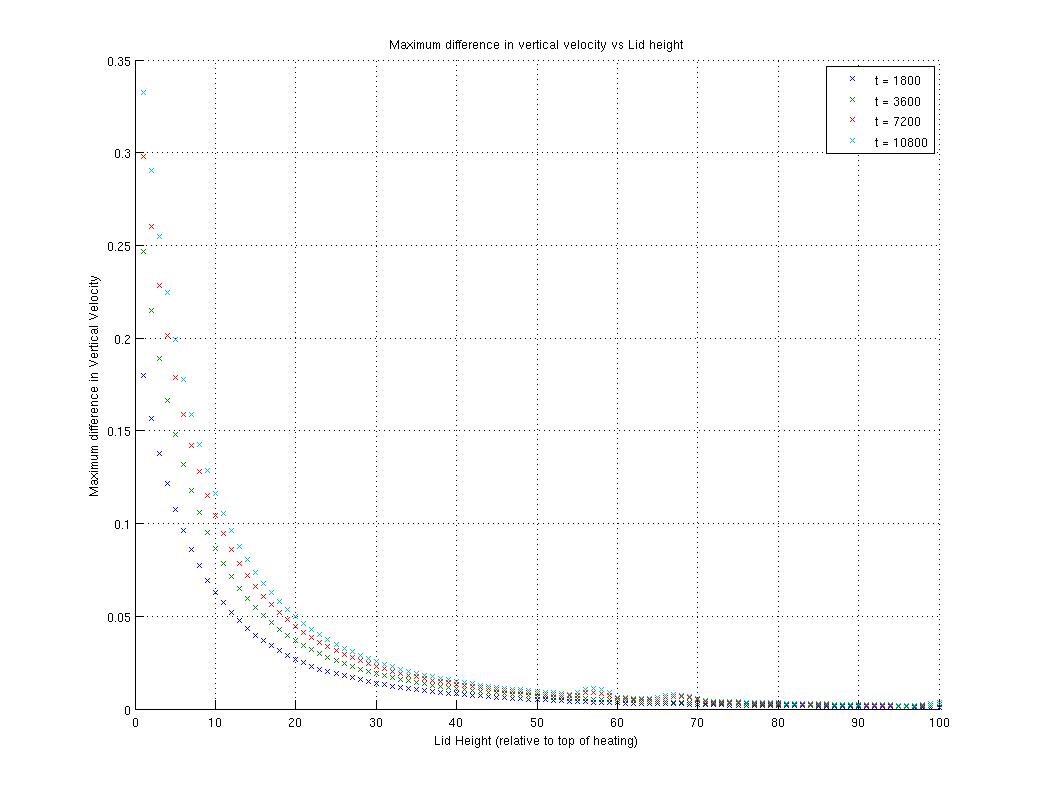 Maximum difference in vertical velocity vs Lid height
t = 1800
t = 3600
t = 7200
t = 10800
0.35
0.3
0.25
0.2
0.15
0.1
0.05
0
Maximum difference in Vertical Velocity
0 10 20 30 40 50 60 70 80 90 100
Lid Height (relative to top of heating)